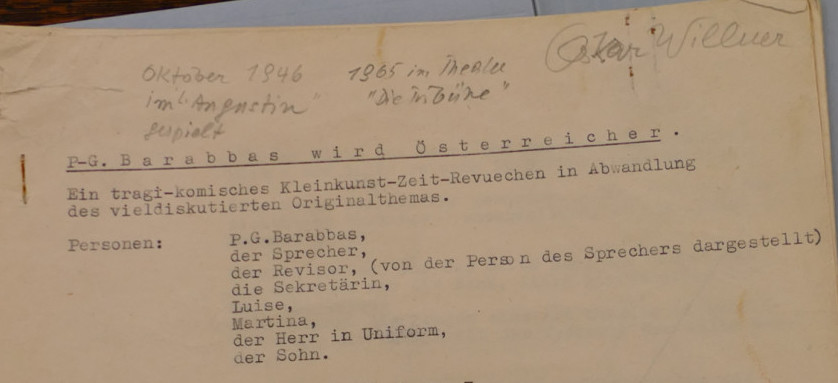 Oskar Willner
Oktober 1946 1965 im Theater
im "Augustin" "Die Tribüne"
gespielt
P-G. Barabbas wird Österreicher.
Ein tragi-komisches Kleinkunst-Zeit-Revuechen in Abwandlung
des vieldiskutierten Originalthemas.
Personen: P.G.Barabbas,
der Sprecher,
der Revisor, (von der Person des Sprechers dargestellt)
die Sekretärin,
Luise,
Martina,
der Herr in Uniform,
der Sohn.